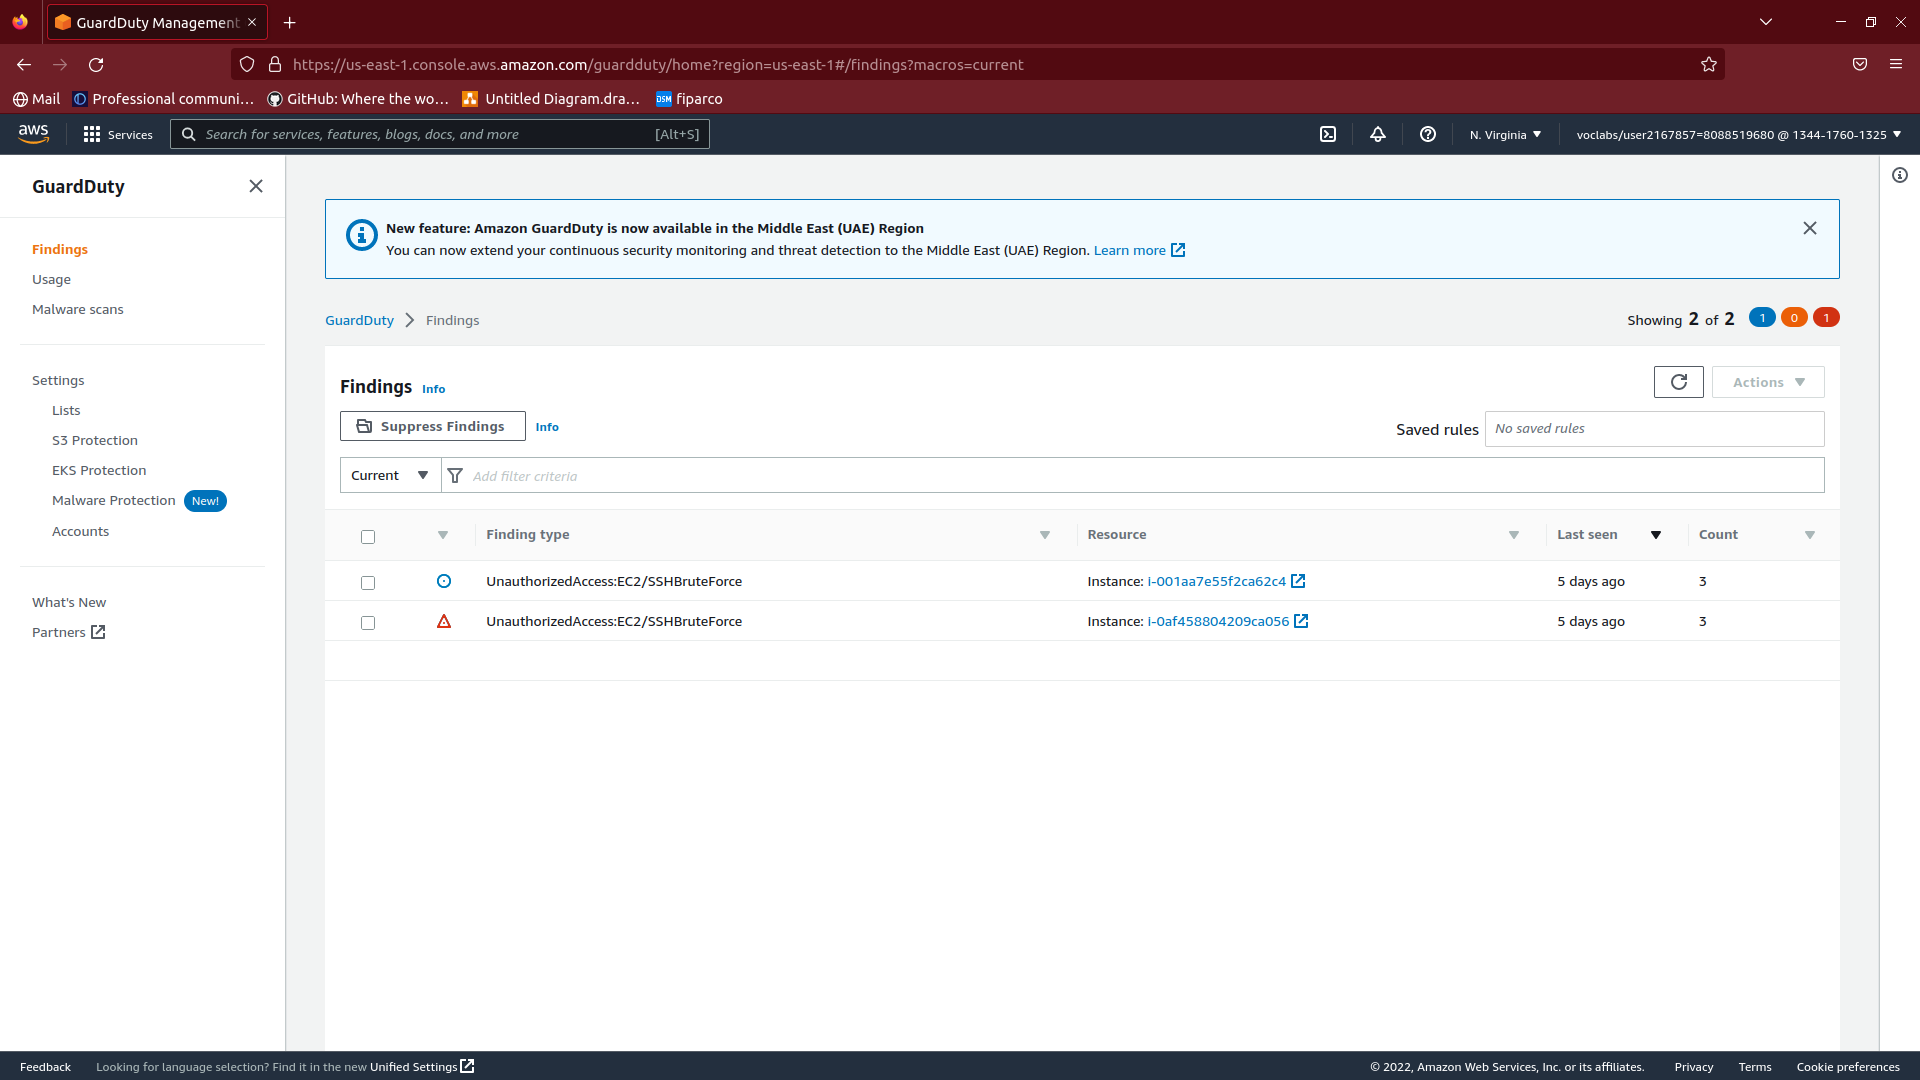 GuardDuty Management
https://us-east-1.console.aws.amazon.com/guardduty/home?region=us-east-1#/findings?macros=current
Mail Professional communi… GitHub: Where the wo… Untitled Diagram.dra… DSM fiparco
aws Services Search for services, features, blogs, docs, and more [Alt+S] N. Virginia voclabs/user2167857=8088519680 @ 1344-1760-1325
GuardDuty
Findings
Usage
Malware scans
Settings
Lists
S3 Protection
EKS Protection
Malware Protection New!
Accounts
What's New
Partners
New feature: Amazon GuardDuty is now available in the Middle East (UAE) Region
You can now extend your continuous security monitoring and threat detection to the Middle East (UAE) Region. Learn more
GuardDuty Findings
Showing 2 of 2 1 0 1
Findings Info
Actions
Suppress Findings Info
Saved rules No saved rules
Current Add filter criteria
Finding type Resource Last seen Count
UnauthorizedAccess:EC2/SSHBruteForce Instance: i-001aa7e55f2ca62c4 5 days ago 3
UnauthorizedAccess:EC2/SSHBruteForce Instance: i-0af458804209ca056 5 days ago 3
Feedback Looking for language selection? Find it in the new Unified Settings © 2022, Amazon Web Services, Inc. or its affiliates. Privacy Terms Cookie preferences